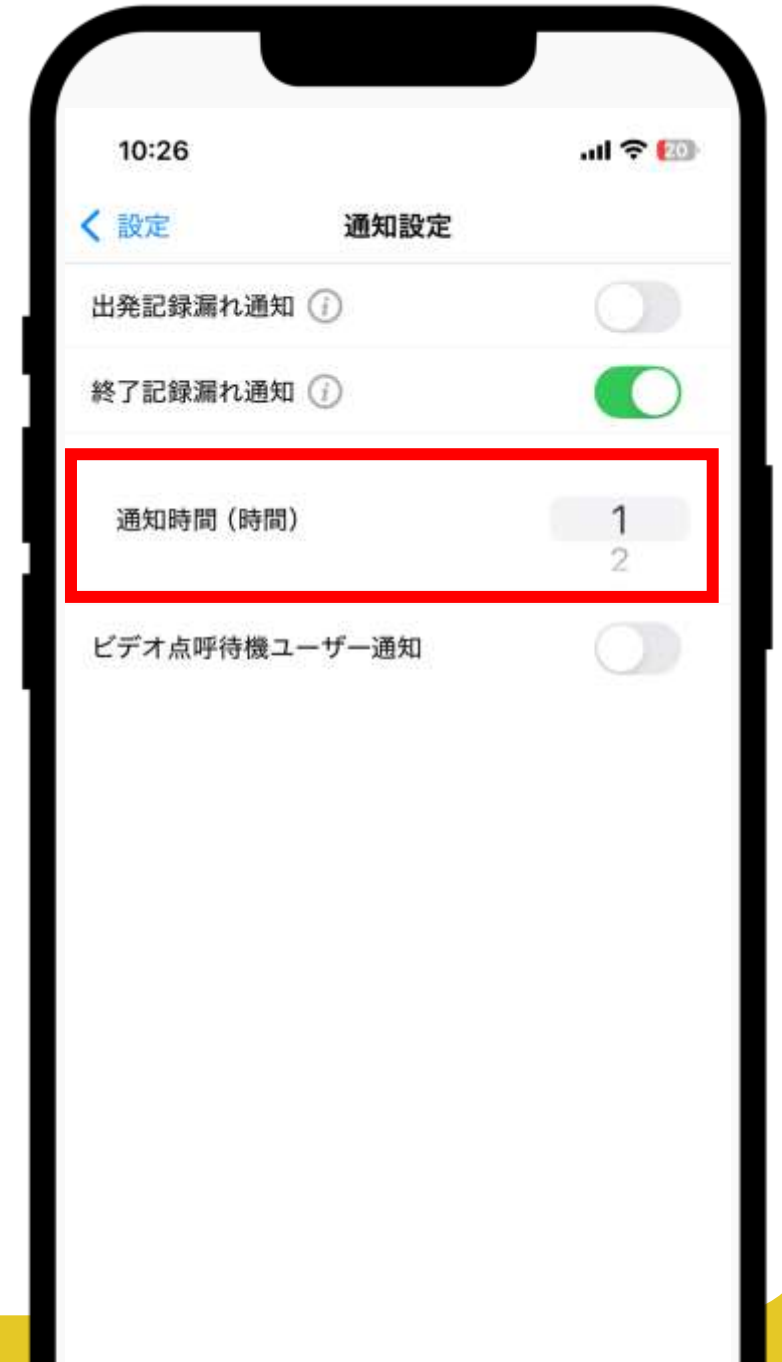 10:26
20
設定
通知設定
出発記録漏れ通知 i
終了記録漏れ通知 i
通知時間（時間）
1
2
ビデオ点呼待機ユーザー通知